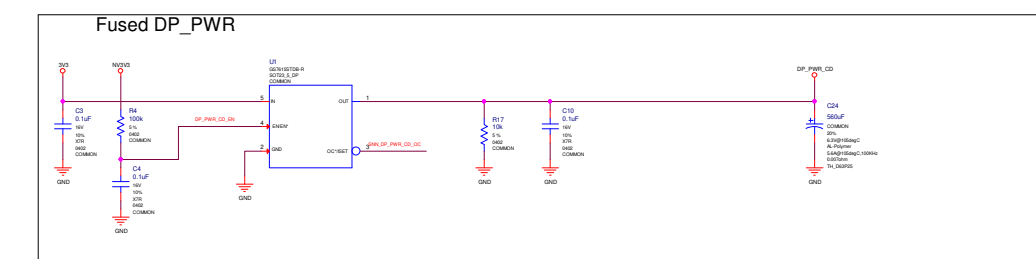 Fused DP_PWR
3V3
NV3V3
C3
0.1uF
16V
10%
X7R
0402
COMMON
GND
R4
100k
5 %
0402
COMMON
C4
0.1uF
16V
10%
X7R
0402
COMMON
GND
DP_PWR_CD_EN
U1
GS7615STDB-R
SOT23_5_DP
COMMON
5
IN
OUT
1
4
EN/EN*
2
GND
OC*/ISET
3
GND
SNN_DP_PWR_CD_OC
R17
10k
5 %
0402
COMMON
GND
C10
0.1uF
16V
10%
X7R
0402
COMMON
GND
DP_PWR_CD
C24
560uF
COMMON
20%
6.3V@105degC
AL-Polymer
5.6A@105degC,100KHz
0.007ohm
TH_D63P25
GND